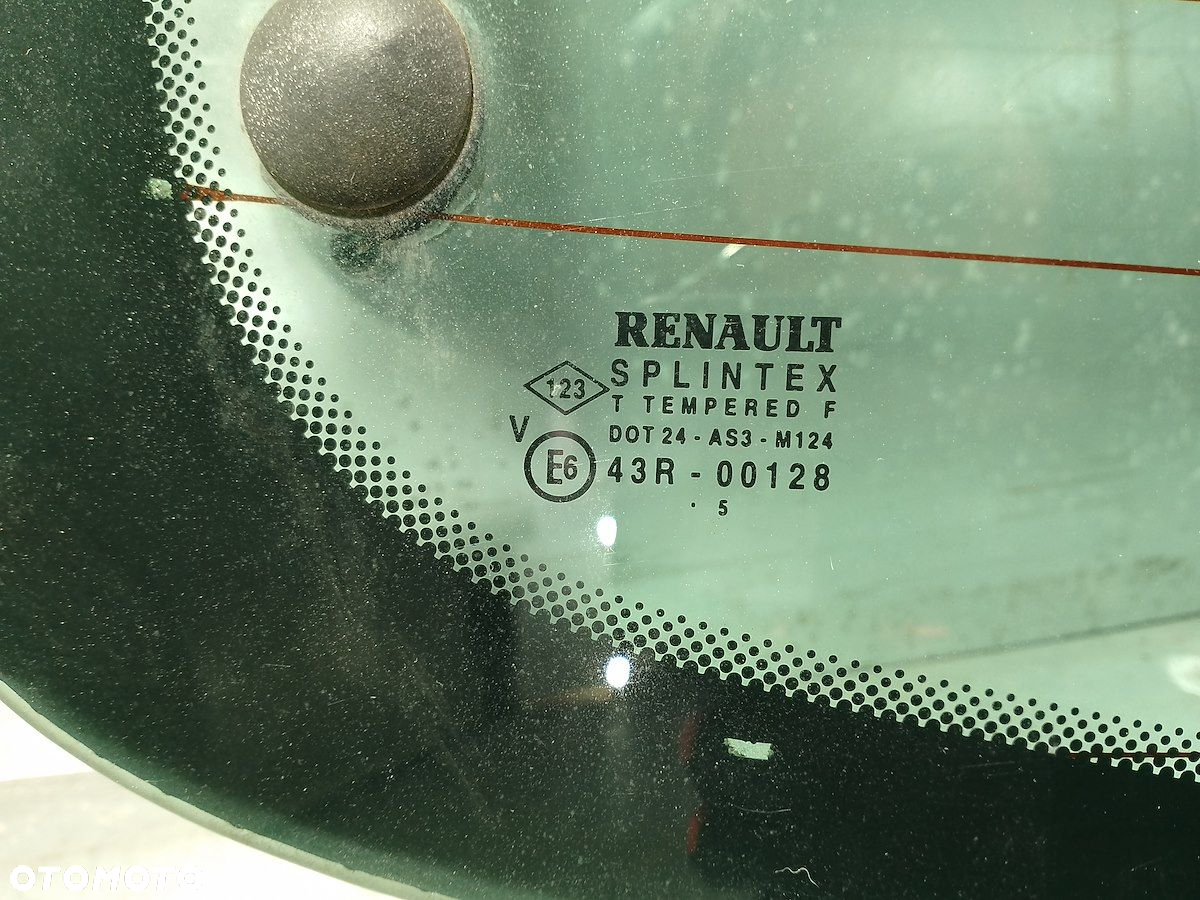 RENAULT
SPLINTEX
123
T TEMPERED F
V
DOT 24 - AS3 - M124
E6
43R - 00128
. 5
OTOMOTO